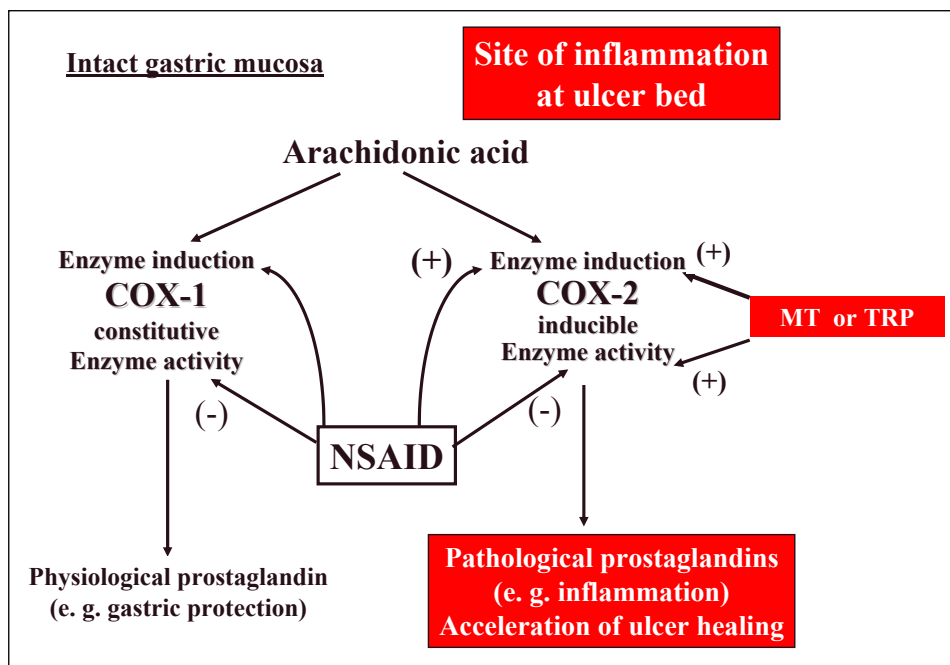 Intact gastric mucosa
Site of inflammation
at ulcer bed
Arachidonic acid
Enzyme induction
COX-1
constitutive
Enzyme activity
(+)
Enzyme induction
COX-2
inducible
Enzyme activity
(+)
MT or TRP
(+)
(-)
(-)
NSAID
Physiological prostaglandin
(e. g. gastric protection)
Pathological prostaglandins
(e. g. inflammation)
Acceleration of ulcer healing